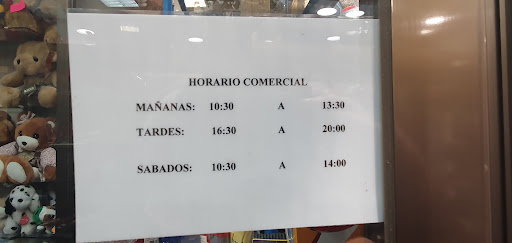 HORARIO COMERCIAL
MAÑANAS: 10:30 A 13:30
TARDES: 16:30 A 20:00
SABADOS: 10:30 A 14:00